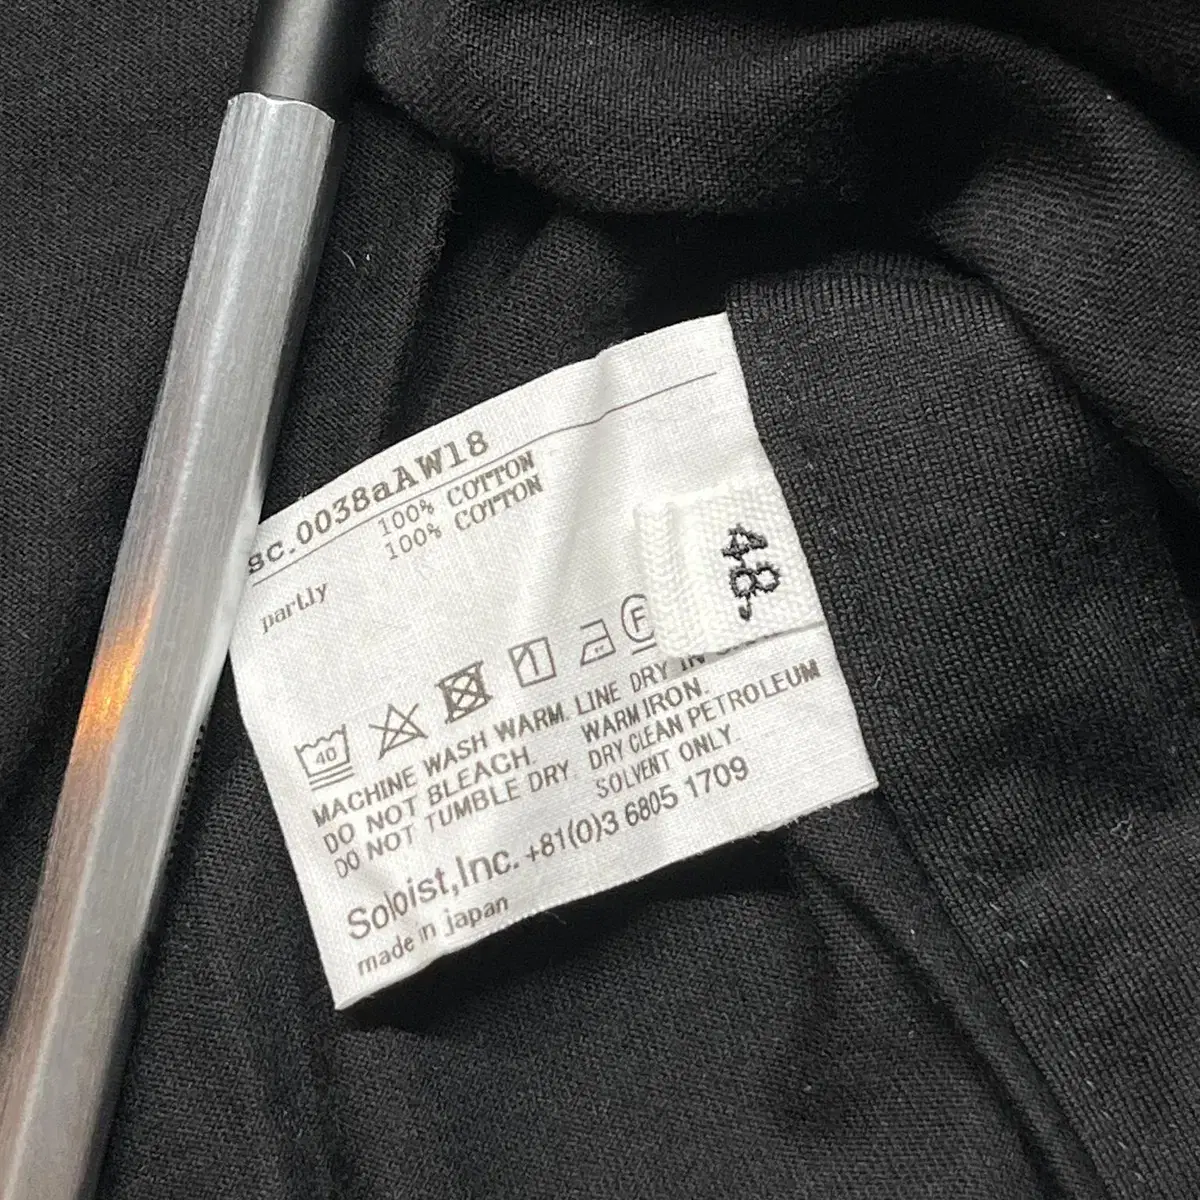 sc.0038aAW18
100% COTTON
partly 100% COTTON
48.
40
1
F
MACHINE WASH WARM. LINE DRY IN
DO NOT BLEACH. WARM IRON.
DO NOT TUMBLE DRY. DRY CLEAN PETROLEUM
SOLVENT ONLY
Soloist,Inc. +81(0)3 6805 1709
made in japan